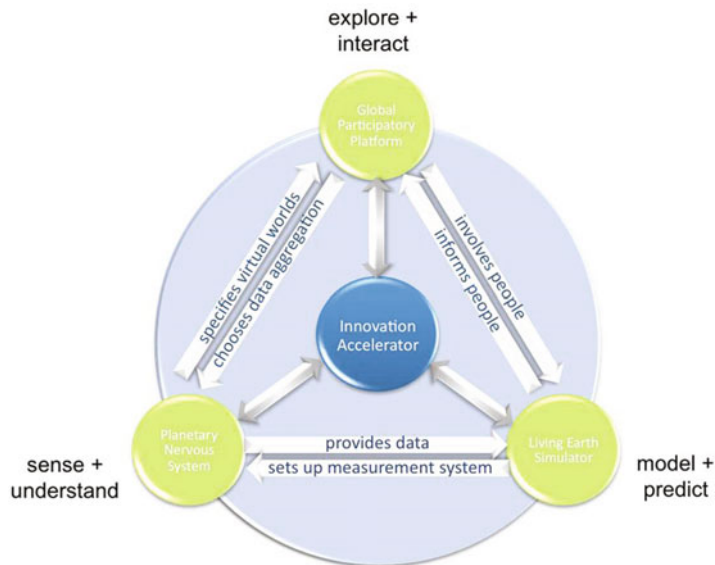 explore +
interact
Global
Participatory
Platform
specifies virtual worlds
chooses data aggregation
involves people
informs people
Innovation
Accelerator
Planetary
Nervous
System
provides data
sets up measurement system
Living Earth
Simulator
sense +
understand
model +
predict